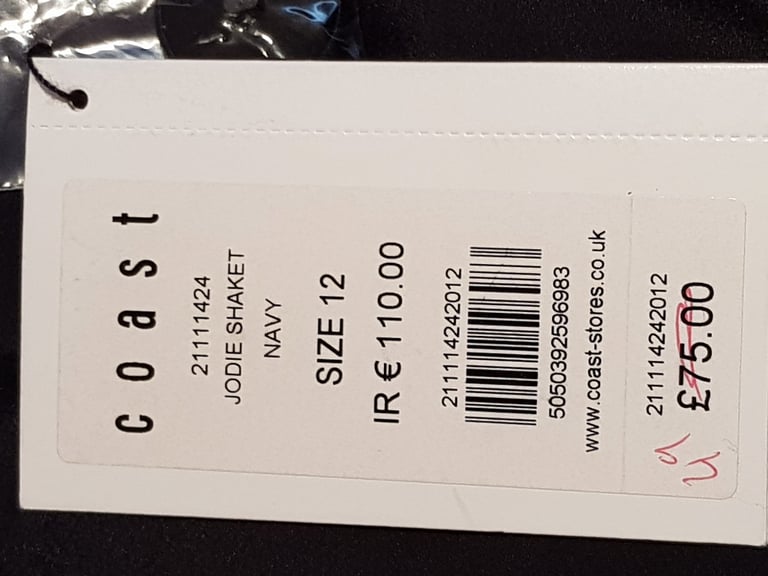 coast
21111424
JODIE SHAKET
NAVY
SIZE 12
IR € 110.00
211114242012
5050392596983
www.coast-stores.co.uk
211114242012
£75.00